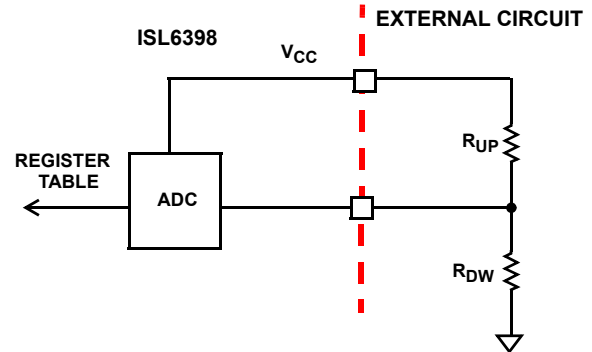 EXTERNAL CIRCUIT
ISL6398
VCC
RUP
REGISTER
TABLE
ADC
RDW